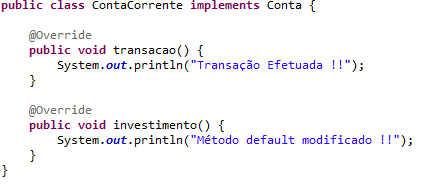 public class ContaCorrente implements Conta {
@Override
public void transacao() {
System.out.println("Transação Efetuada !!");
}
@Override
public void investimento() {
System.out.println("Método default modificado !!");
}
}